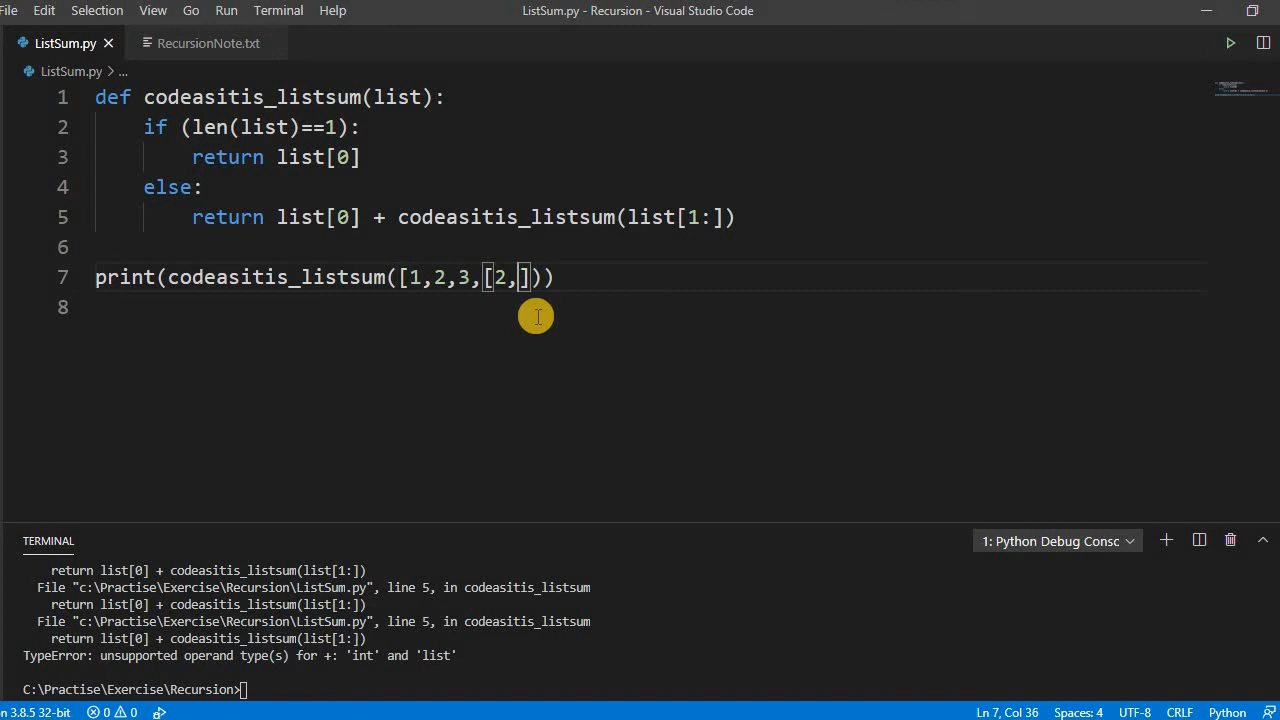 File Edit Selection View Go Run Terminal Help ListSum.py - Recursion - Visual Studio Code
ListSum.py RecursionNote.txt
ListSum.py > ...
1 def codeasitis_listsum(list):
2 if (len(list)==1):
3 return list[0]
4 else:
5 return list[0] + codeasitis_listsum(list[1:])
6
7 print(codeasitis_listsum([1,2,3,[2,]))
8
TERMINAL 1: Python Debug Consc
return list[0] + codeasitis_listsum(list[1:])
File "c:\Practise\Exercise\Recursion\ListSum.py", line 5, in codeasitis_listsum
return list[0] + codeasitis_listsum(list[1:])
File "c:\Practise\Exercise\Recursion\ListSum.py", line 5, in codeasitis_listsum
return list[0] + codeasitis_listsum(list[1:])
TypeError: unsupported operand type(s) for +: 'int' and 'list'
C:\Practise\Exercise\Recursion>
n 3.8.5 32-bit 0 0 Ln 7, Col 36 Spaces: 4 UTF-8 CRLF Python